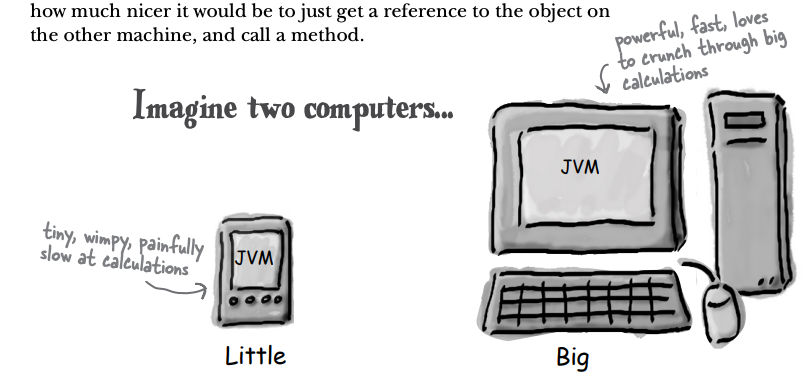 how much nicer it would be to just get a reference to the object on
the other machine, and call a method.
powerful, fast, loves
to crunch through big
calculations
Imagine two computers...
JVM
tiny, wimpy, painfully
slow at calculations
JVM
Little
Big